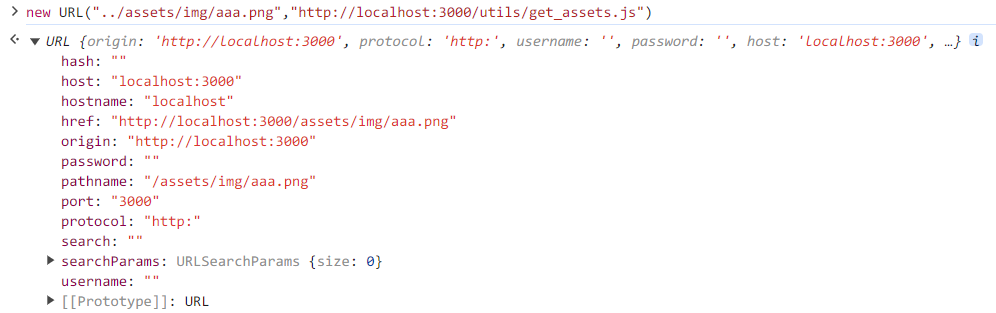 > new URL("../assets/img/aaa.png","http://localhost:3000/utils/get_assets.js")
<· ▼ URL {origin: 'http://localhost:3000', protocol: 'http:', username: '', password: '', host: 'localhost:3000', …} i
hash: ""
host: "localhost:3000"
hostname: "localhost"
href: "http://localhost:3000/assets/img/aaa.png"
origin: "http://localhost:3000"
password: ""
pathname: "/assets/img/aaa.png"
port: "3000"
protocol: "http:"
search: ""
▶ searchParams: URLSearchParams {size: 0}
username: ""
▶ [[Prototype]]: URL